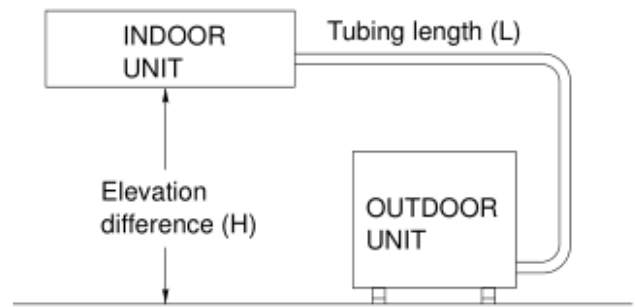 INDOOR
UNIT
Tubing length (L)
Elevation
difference (H)
OUTDOOR
UNIT